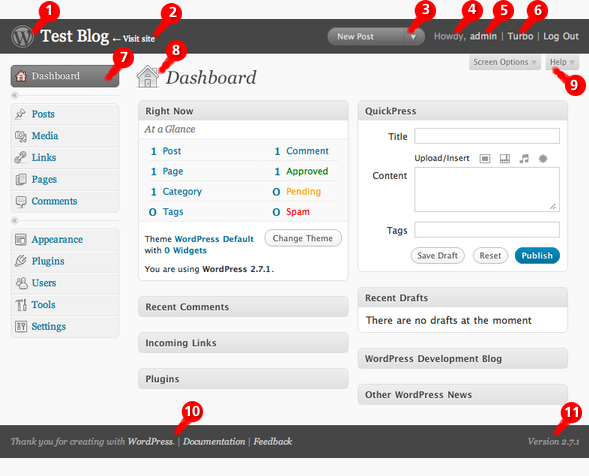 1 2 3 4 5 6
Test Blog ← Visit site New Post Howdy, admin | Turbo | Log Out
Screen Options Help
7 8 9
Dashboard
Posts
Media
Links
Pages
Comments
Appearance
Plugins
Users
Tools
Settings
Dashboard
Right Now
At a Glance
1 Post 1 Comment
1 Page 1 Approved
1 Category 0 Pending
0 Tags 0 Spam
Theme WordPress Default
with 0 Widgets
Change Theme
You are using WordPress 2.7.1.
Recent Comments
Incoming Links
Plugins
QuickPress
Title
Upload/Insert
Content
Tags
Save Draft Reset Publish
Recent Drafts
There are no drafts at the moment
WordPress Development Blog
Other WordPress News
10 11
Thank you for creating with WordPress. | Documentation | Feedback Version 2.7.1